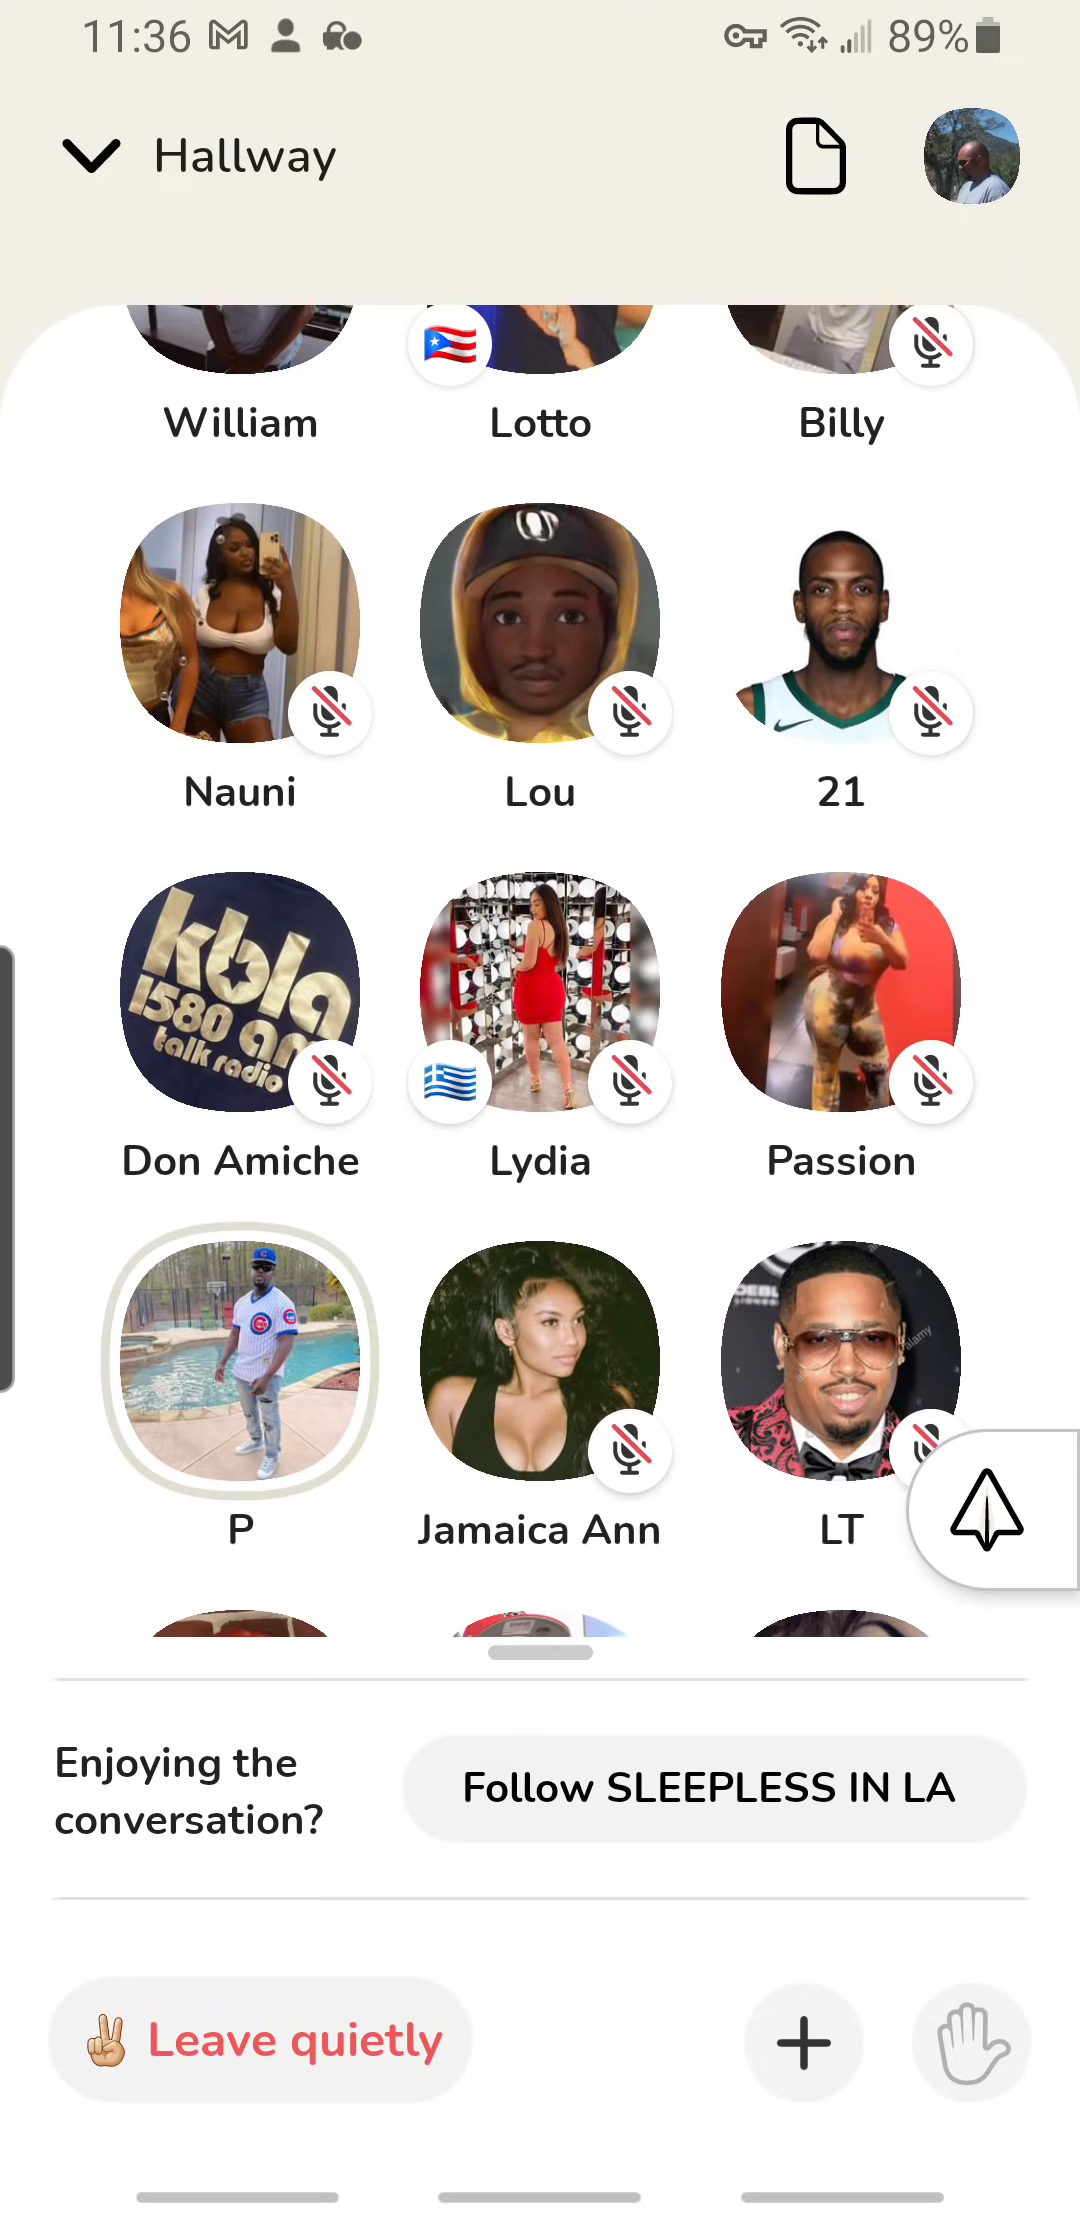 11:36
89%
Hallway
William
Lotto
Billy
Nauni
Lou
21
kbla
1580 am
talk radio
Don Amiche
Lydia
Passion
P
Jamaica Ann
alamy
LT
Enjoying the
conversation?
Follow SLEEPLESS IN LA
Leave quietly